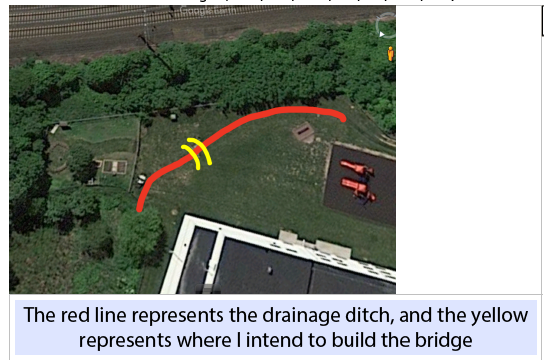 The red line represents the drainage ditch, and the yellow
represents where I intend to build the bridge